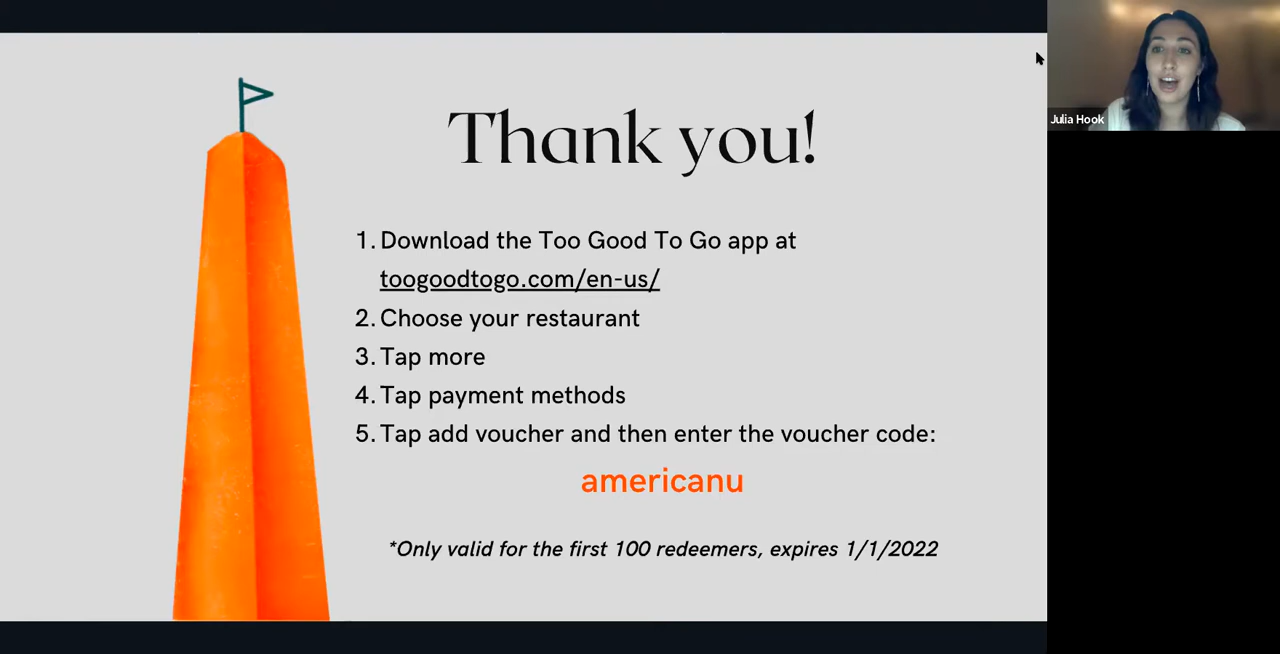 Thank you!
1. Download the Too Good To Go app at
toogoodtogo.com/en-us/
2. Choose your restaurant
3. Tap more
4. Tap payment methods
5. Tap add voucher and then enter the voucher code:
americanu
*Only valid for the first 100 redeemers, expires 1/1/2022
Julia Hook